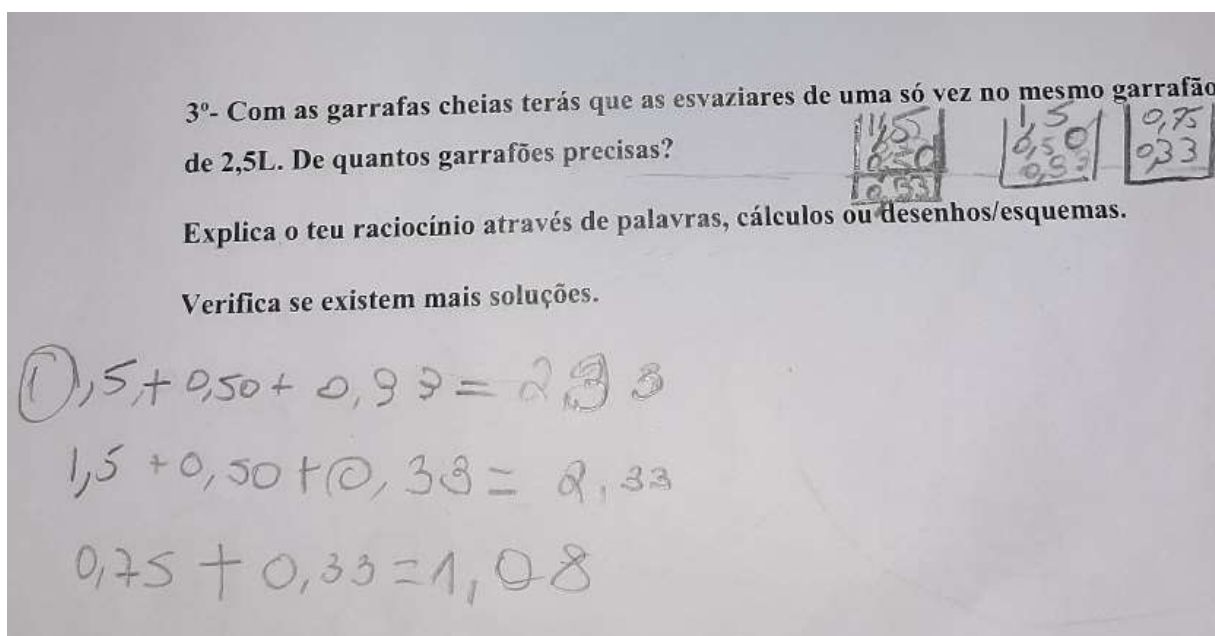 3º- Com as garrafas cheias terás que as esvaziares de uma só vez no mesmo garrafão
de 2,5L. De quantos garrafões precisas?
1,5
0,50
0,33
1,5
0,50
0,33
0,75
0,33
Explica o teu raciocínio através de palavras, cálculos ou desenhos/esquemas.
Verifica se existem mais soluções.
1,5+0,50+0,33=2,33
1,5+0,50+0,33=2,33
0,75+0,33=1,08